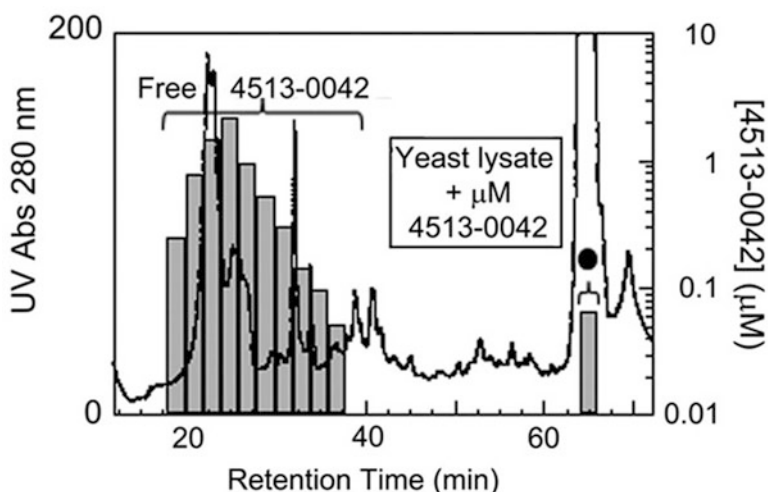 200
UV Abs 280 nm
0
Free 4513-0042
Yeast lysate
+ μM
4513-0042
10
1
0.1
0.01
[4513-0042] (μM)
20 40 60
Retention Time (min)